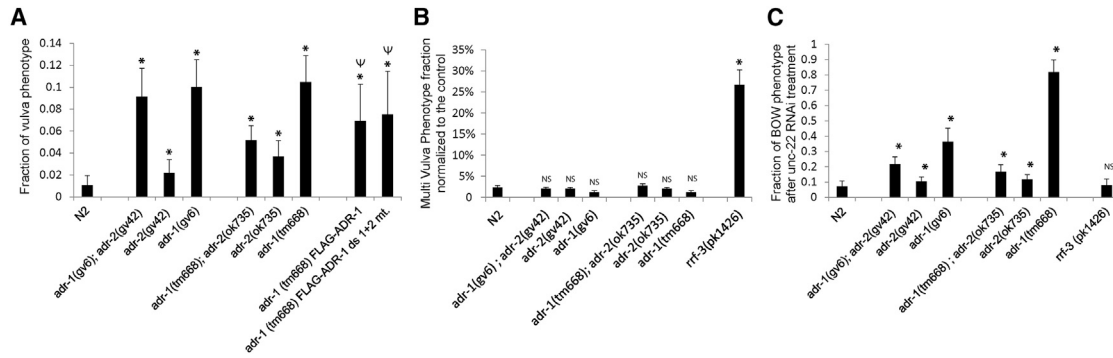 A
Fraction of vulva phenotype
0.14
0.12
0.1
0.08
0.06
0.04
0.02
0
*
*
*
*
*
*
Ψ
*
Ψ
*
N2
adr-1(gv6); adr-2(gv42)
adr-2(gv42)
adr-1(gv6)
adr-1(tm668); adr-2(ok735)
adr-2(ok735)
adr-1(tm668)
adr-1 (tm668) FLAG-ADR-1
adr-1 (tm668) FLAG-ADR-1 ds 1+2 mt.
B
Multi Vulva Phenotype fraction
normalized to the control
35%
30%
25%
20%
15%
10%
5%
0
NS
NS
NS
NS
NS
NS
*
N2
adr-1(gv6) ; adr-2(gv42)
adr-2(gv42)
adr-1(gv6)
adr-1(tm668); adr-2(ok735)
adr-2(ok735)
adr-1(tm668)
rrf-3(pk1426)
C
Fraction of BOW phenotype
after unc-22 RNAi treatment
1
0.9
0.8
0.7
0.6
0.5
0.4
0.3
0.2
0.1
0
*
*
*
*
*
*
NS
N2
adr-1(gv6); adr-2(gv42)
adr-2(gv42)
adr-1(gv6)
adr-1(tm668) ; adr-2(ok735)
adr-2(ok735)
adr-1(tm668)
rrf-3 (pk1426)